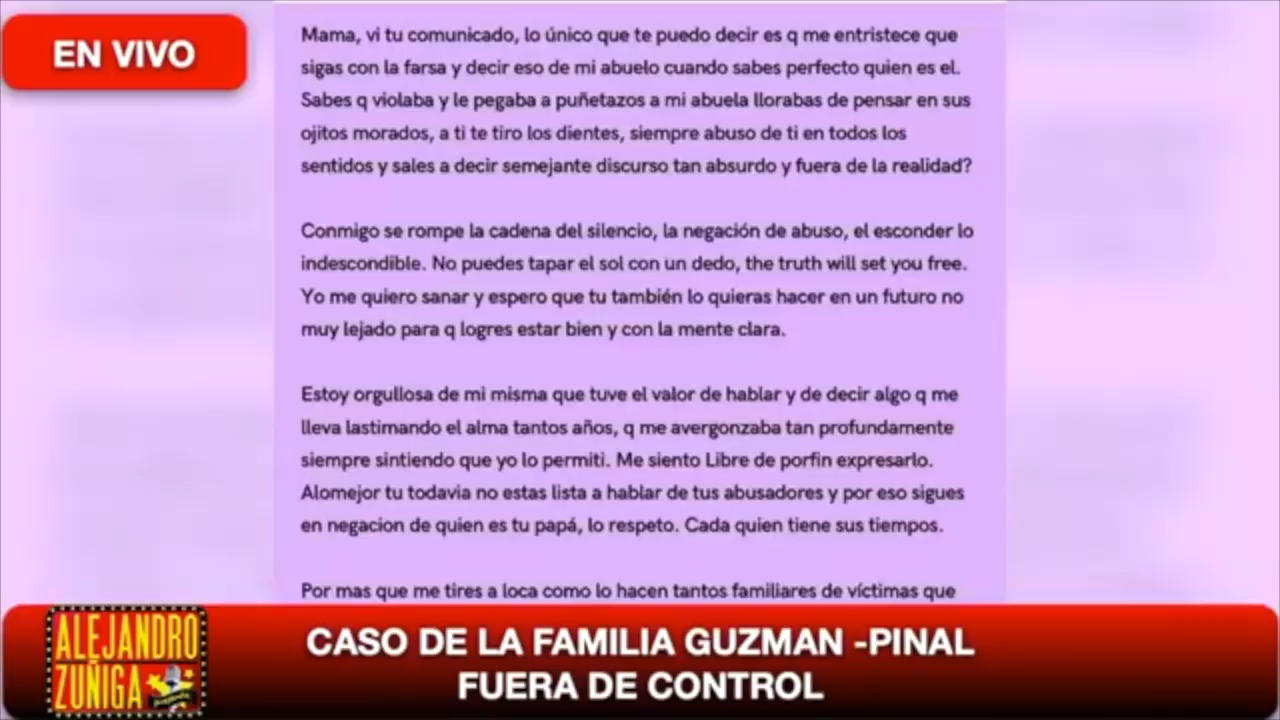 EN VIVO
Mama, vi tu comunicado, lo único que te puedo decir es q me entristece que
sigas con la farsa y decir eso de mi abuelo cuando sabes perfecto quien es el.
Sabes q violaba y le pegaba a puñetazos a mi abuela llorabas de pensar en sus
ojitos morados, a ti te tiro los dientes, siempre abuso de ti en todos los
sentidos y sales a decir semejante discurso tan absurdo y fuera de la realidad?
Conmigo se rompe la cadena del silencio, la negación de abuso, el esconder lo
indescondible. No puedes tapar el sol con un dedo, the truth will set you free.
Yo me quiero sanar y espero que tu también lo quieras hacer en un futuro no
muy lejado para q logres estar bien y con la mente clara.
Estoy orgullosa de mi misma que tuve el valor de hablar y de decir algo q me
lleva lastimando el alma tantos años, q me avergonzaba tan profundamente
siempre sintiendo que yo lo permiti. Me siento Libre de porfin expresarlo.
Alomejor tu todavia no estas lista a hablar de tus abusadores y por eso sigues
en negacion de quien es tu papá, lo respeto. Cada quien tiene sus tiempos.
Por mas que me tires a loca como lo hacen tantos familiares de víctimas que
ALEJANDRO
ZUÑIGA
CASO DE LA FAMILIA GUZMAN -PINAL
FUERA DE CONTROL